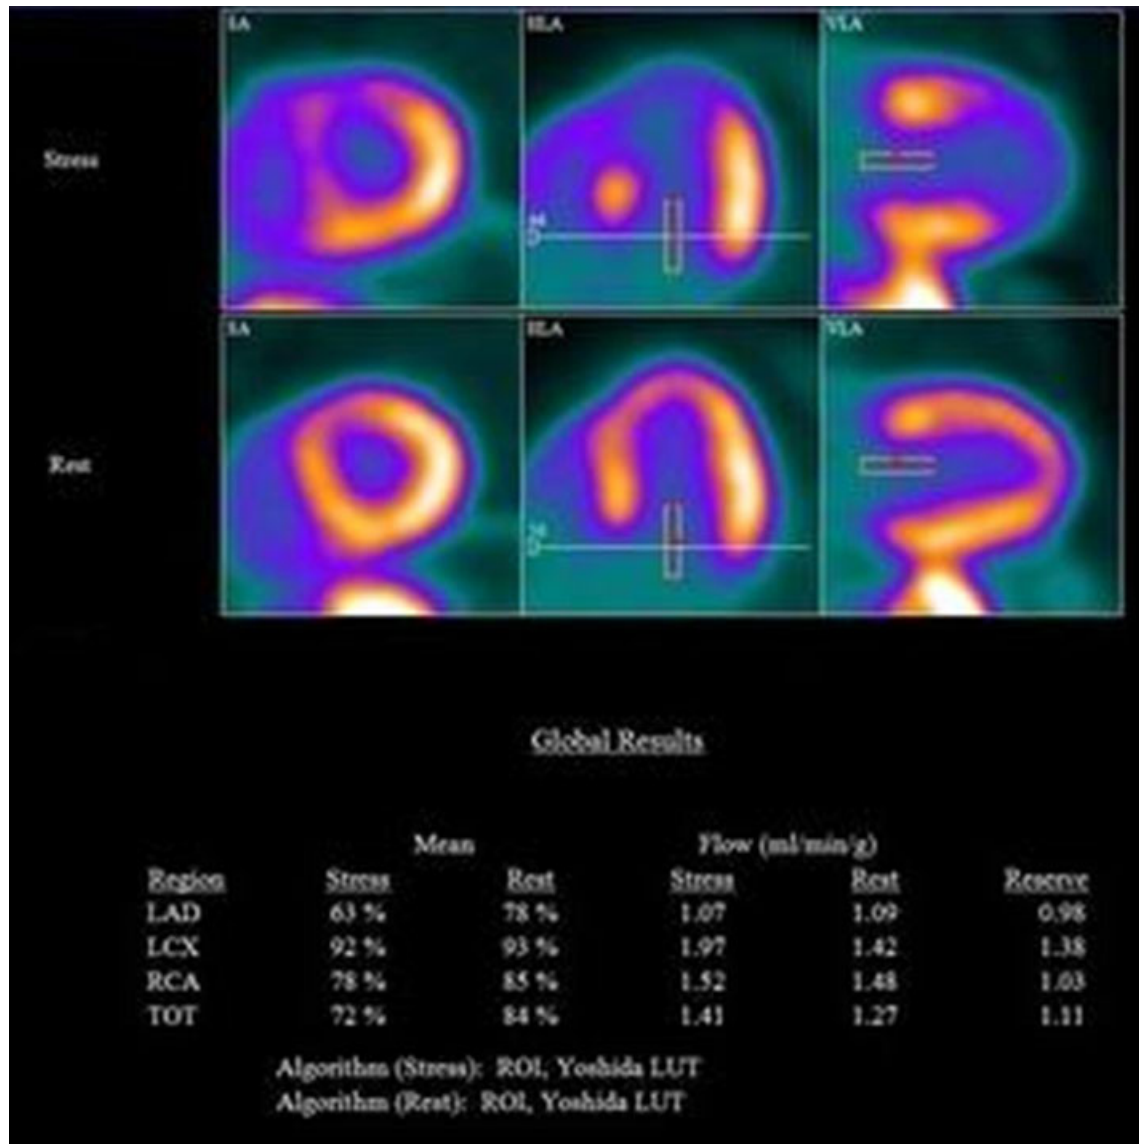 SA HLA VLA
Stress
SA HLA VLA
Rest
Global Results
Mean Flow (ml/min/g)
Region Stress Rest Stress Rest Reserve
LAD 63 % 78 % 1.07 1.09 0.98
LCX 92 % 93 % 1.97 1.42 1.38
RCA 78 % 85 % 1.52 1.48 1.03
TOT 72 % 84 % 1.41 1.27 1.11
Algorithm (Stress): ROI, Yoshida LUT
Algorithm (Rest): ROI, Yoshida LUT